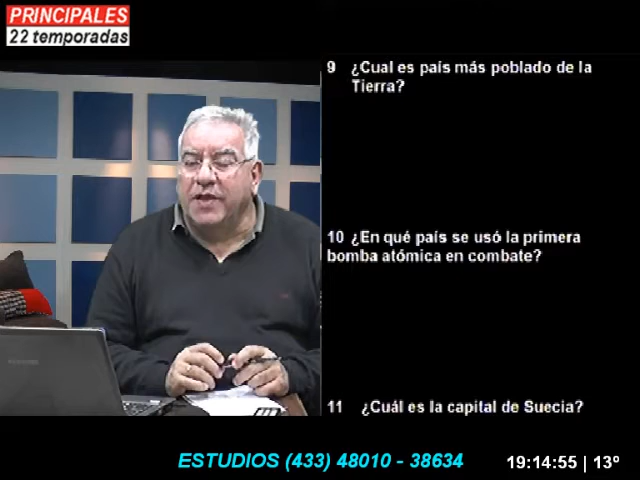 PRINCIPALES
22 temporadas
9 ¿Cual es país más poblado de la
Tierra?
10 ¿En qué país se usó la primera
bomba atómica en combate?
11 ¿Cuál es la capital de Suecia?
ESTUDIOS (433) 48010 - 38634
19:14:55 | 13º